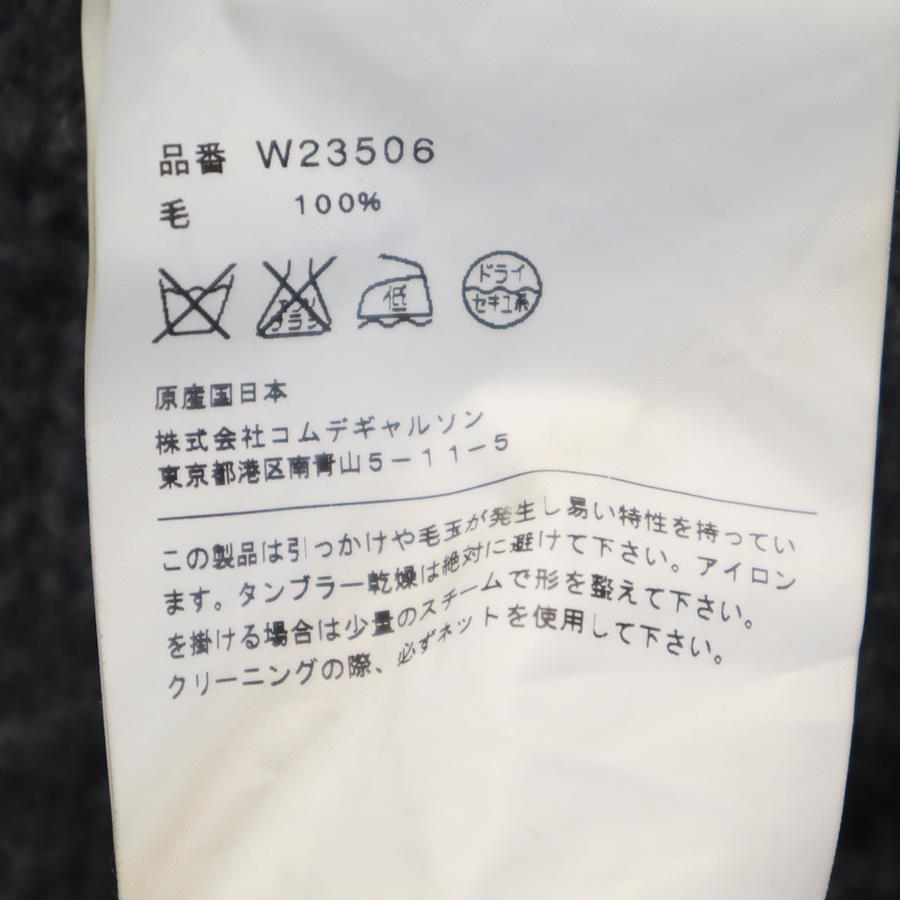 品番 W23506
毛 100%
エンソ
フラサ
低
ドライ
セキユ系
原産国日本
株式会社コムデギャルソン
東京都港区南青山5-11-5
この製品は引っかけや毛玉が発生し易い特性を持ってい
ます。タンブラー乾燥は絶対に避けて下さい。アイロン
を掛ける場合は少量のスチームで形を整えて下さい。
クリーニングの際、必ずネットを使用して下さい。